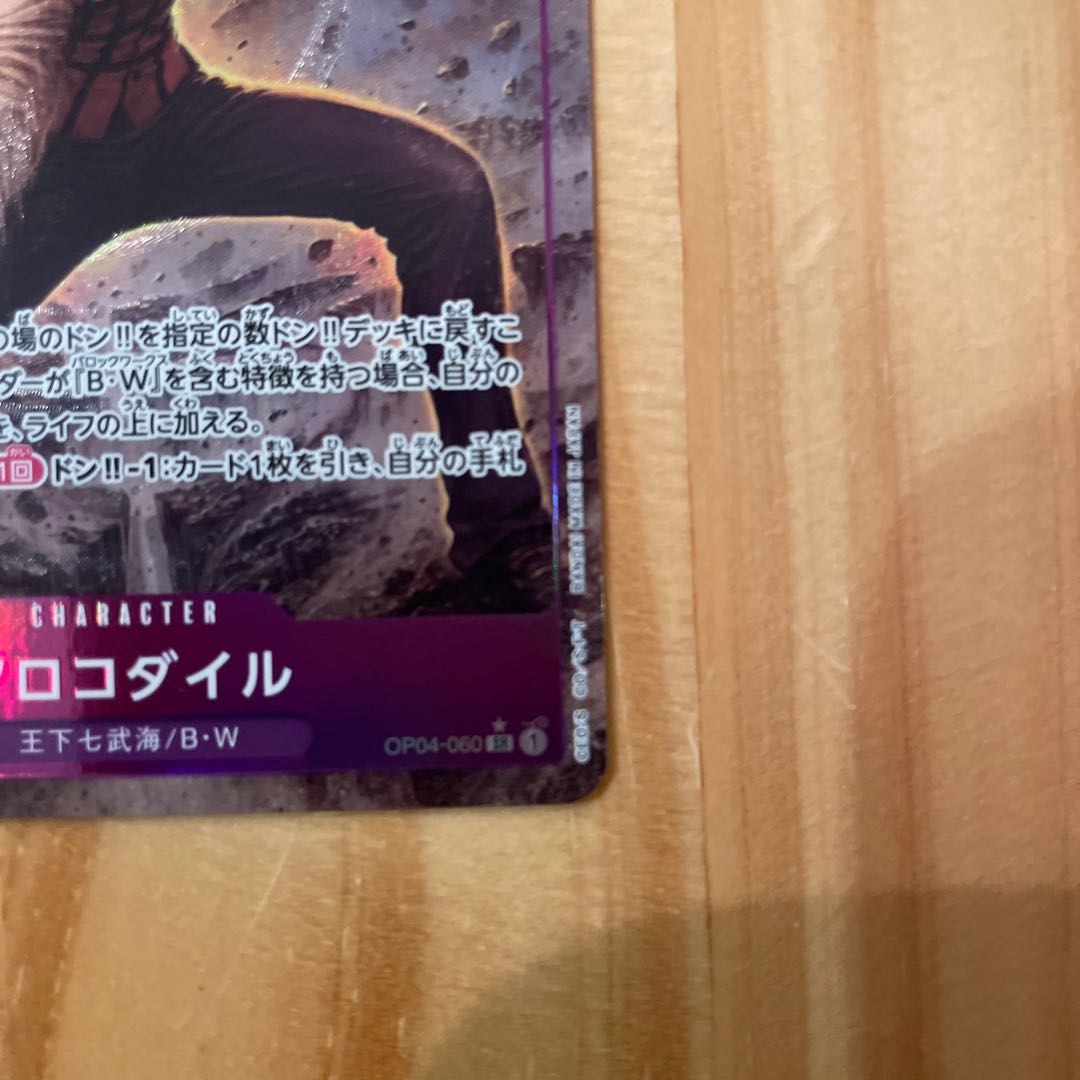 の場のドン!!を指定の数ドン!!デッキに戻すこ
ダーが『B・W』を含む特徴を持つ場合、自分の
を、ライフの上に加える。
1回 ドン!!-1:カード1枚を引き、自分の手札
CHARACTER
ロコダイル
王下七武海/B・W
OP04-060 SR 1